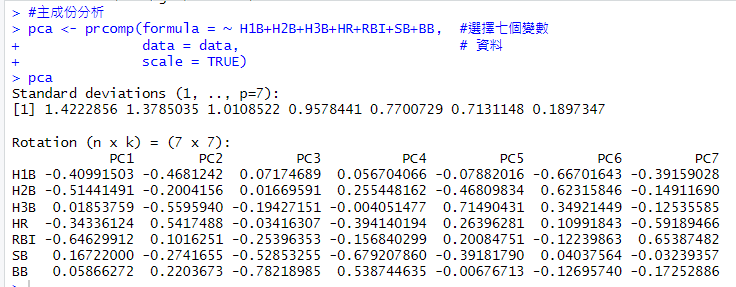 > #主成份分析
> pca <- prcomp(formula = ~ H1B+H2B+H3B+HR+RBI+SB+BB,  #選擇七個變數
+               data = data,                         # 資料
+               scale = TRUE)
> pca
Standard deviations (1, .., p=7):
[1] 1.4222856 1.3785035 1.0108522 0.9578441 0.7700729 0.7131148 0.1897347
Rotation (n x k) = (7 x 7):
            PC1        PC2         PC3          PC4         PC5         PC6         PC7
H1B -0.40991503 -0.4681242  0.07174689  0.056704066 -0.07882016 -0.66701643 -0.39159028
H2B -0.51441491 -0.2004156  0.01669591  0.255448162 -0.46809834  0.62315846 -0.14911690
H3B  0.01853759 -0.5595940 -0.19427151 -0.004051477  0.71490431  0.34921449 -0.12535585
HR  -0.34336124  0.5417488 -0.03416307 -0.394140194  0.26396281  0.10991843 -0.59189466
RBI -0.64629912  0.1016251 -0.25396353 -0.156840299  0.20084751 -0.12239863  0.65387482
SB   0.16722000 -0.2741655 -0.52853255 -0.679207860 -0.39181790  0.04037564 -0.03239357
BB   0.05866272  0.2203673 -0.78218985  0.538744635 -0.00676713 -0.12695740 -0.17252886
>